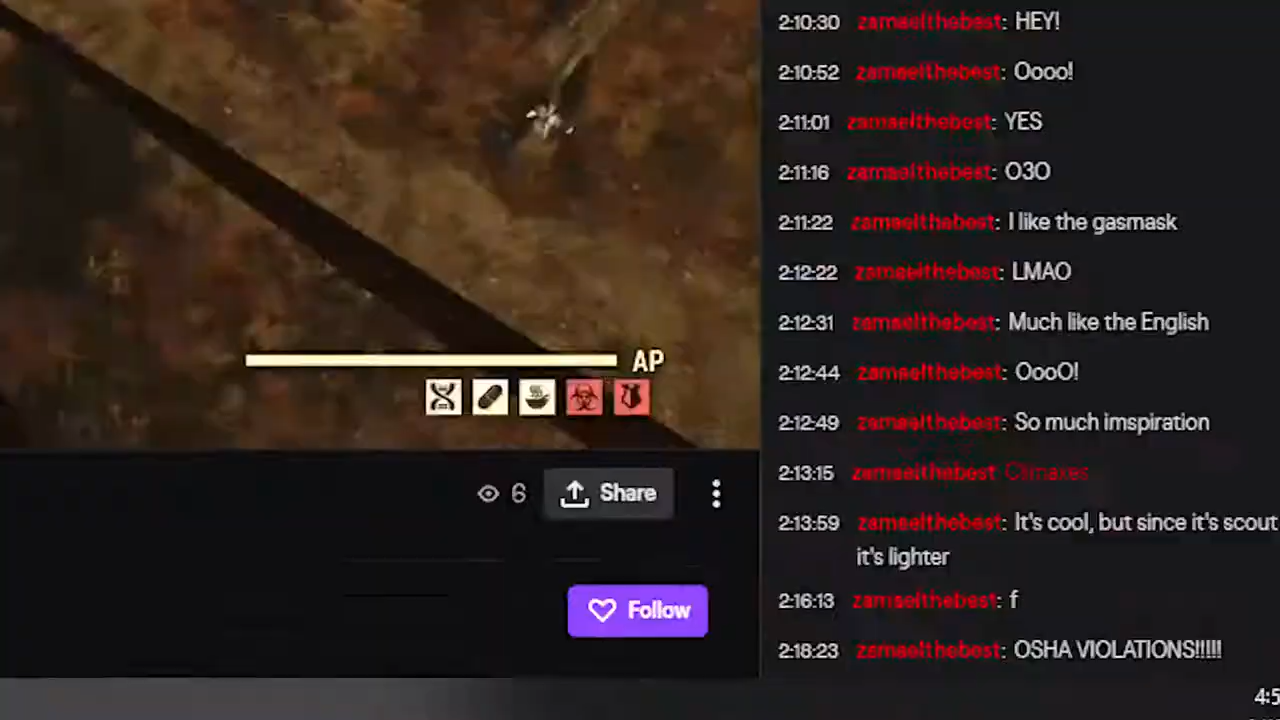 2:10:30 zamaelthebest: HEY!
2:10:52 zamaelthebest: Oooo!
2:11:01 zamaelthebest: YES
2:11:16 zamaelthebest: O3O
2:11:22 zamaelthebest: I like the gasmask
2:12:22 zamaelthebest: LMAO
2:12:31 zamaelthebest: Much like the English
2:12:44 zamaelthebest: OooO!
2:12:49 zamaelthebest: So much imspiration
2:13:15 zamaelthebest Climaxes
2:13:59 zamaelthebest: It's cool, but since it's scout
it's lighter
2:16:13 zamaelthebest: f
2:18:23 zamaelthebest: OSHA VIOLATIONS!!!!!
AP
6 Share
Follow
4:5